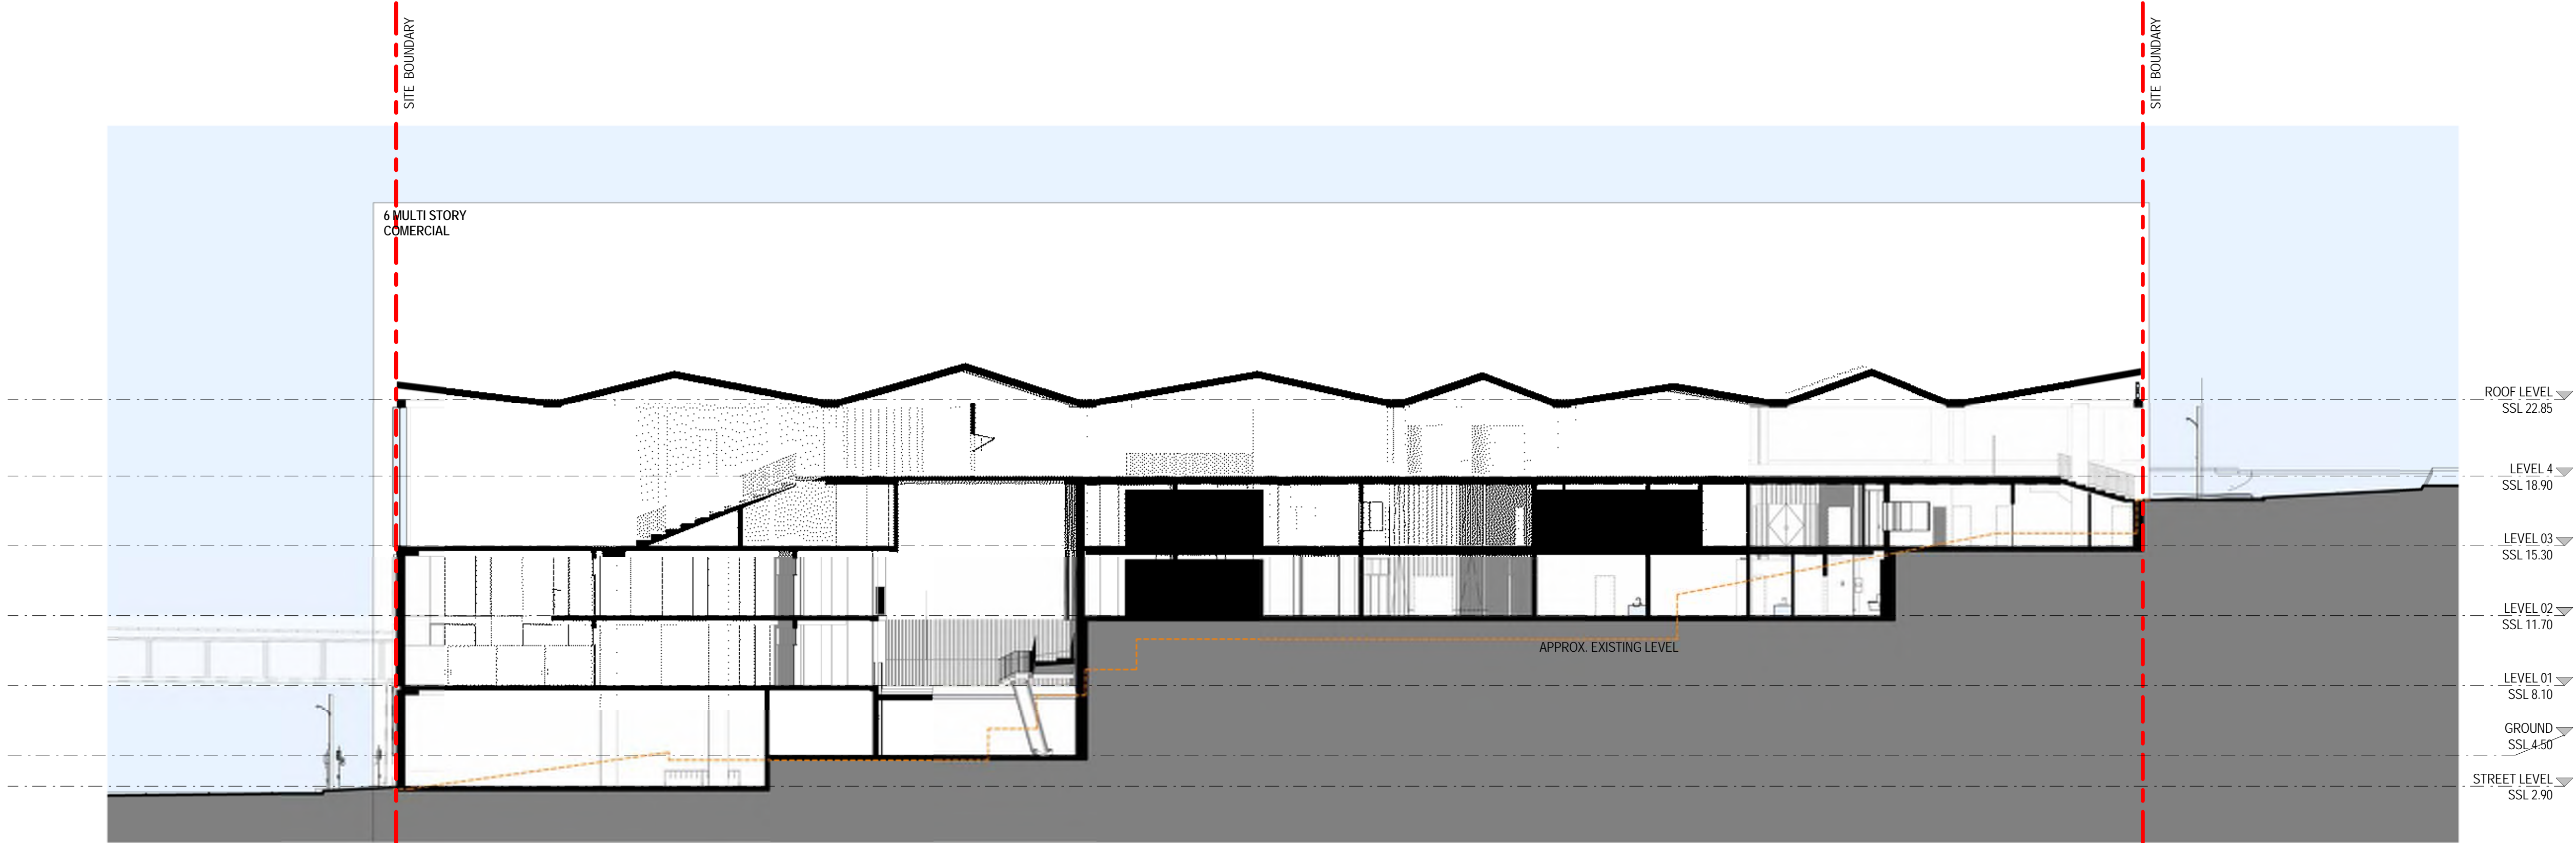 SITE BOUNDARY
SITE BOUNDARY
6 MULTI STORY
COMERCIAL
ROOF LEVEL
SSL 22.85
LEVEL 4
SSL 18.90
LEVEL 03
SSL 15.30
LEVEL 02
SSL 11.70
APPROX. EXISTING LEVEL
LEVEL 01
SSL 8.10
GROUND
SSL 4.50
STREET LEVEL
SSL 2.90